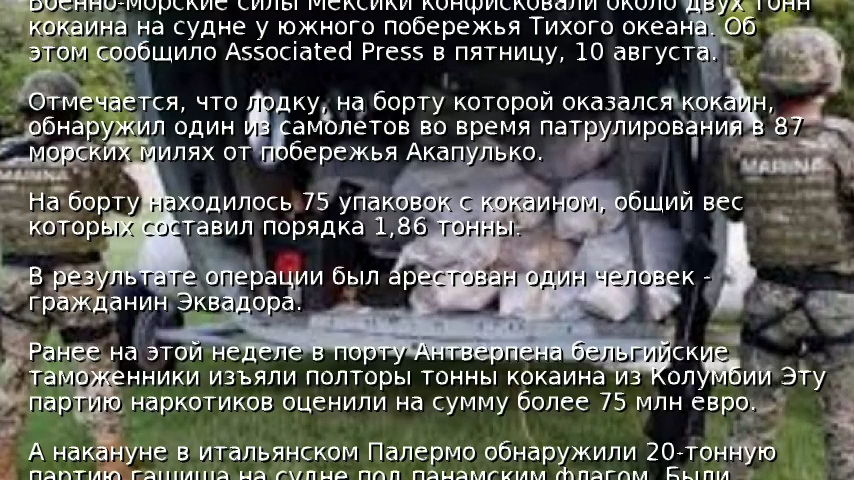 Военно-морские силы Мексики конфисковали около двух тонн
кокаина на судне у южного побережья Тихого океана. Об
этом сообщило Associated Press в пятницу, 10 августа.
Отмечается, что лодку, на борту которой оказался кокаин,
обнаружил один из самолетов во время патрулирования в 87
морских милях от побережья Акапулько.
На борту находилось 75 упаковок с кокаином, общий вес
которых составил порядка 1,86 тонны.
В результате операции был арестован один человек -
гражданин Эквадора.
Ранее на этой неделе в порту Антверпена бельгийские
таможенники изъяли полторы тонны кокаина из Колумбии Эту
партию наркотиков оценили на сумму более 75 млн евро.
А накануне в итальянском Палермо обнаружили 20-тонную
партию гашиша на судне под панамским флагом. Были
MARINA
MARINA